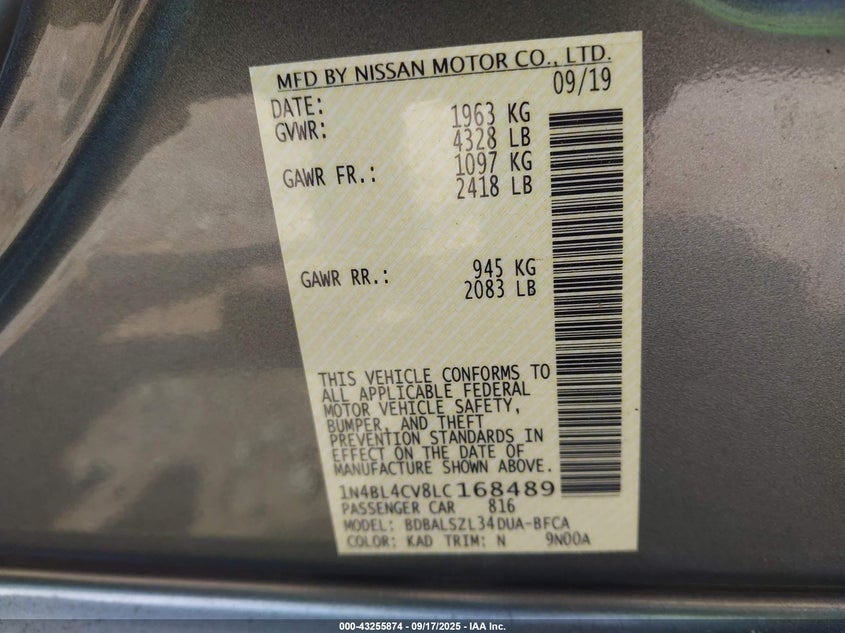 MFD BY NISSAN MOTOR CO., LTD.
DATE: 09/19
GVWR: 1963 KG
4328 LB
GAWR FR.: 1097 KG
2418 LB
GAWR RR.: 945 KG
2083 LB
THIS VEHICLE CONFORMS TO
ALL APPLICABLE FEDERAL
MOTOR VEHICLE SAFETY,
BUMPER, AND THEFT
PREVENTION STANDARDS IN
EFFECT ON THE DATE OF
MANUFACTURE SHOWN ABOVE.
1N4BL4CV8LC168489
PASSENGER CAR 816
MODEL: BDBALSZL34DUA-BFCA
COLOR: KAD TRIM: N 9N00A
000-43255874 - 09/17/2025 - IAA Inc.